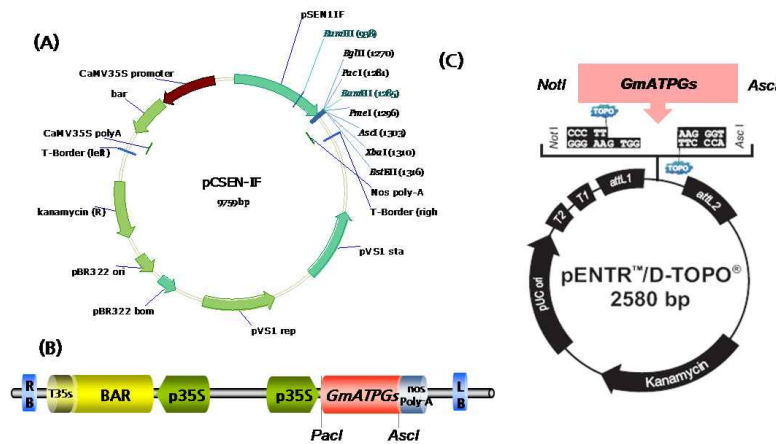 (A)
pSEN1IF
BamHI (938)
BglII (1270)
PacI (1281)
BamHI (1285)
PmeI (1296)
AscI (1303)
XbaI (1310)
BstEII (1316)
Nos poly-A
T-Border (righ
pVS1 sta
pVS1 rep
pBR322 bom
pBR322 ori
kanamycin (R)
T-Border (left)
CaMV35S polyA
bar
CaMV35S promoter
pCSEN-IF
9759bp
(B)
RB
T35s
BAR
p35S
p35S
GmATPGs
nos
Poly-A
LB
PacI
AscI
(C)
NotI
GmATPGs
AscI
TOPO
Not I
CCC TT
GGG AAG TGG
AAG GGT
TTC CCA
Asc I
TOPO
attL1
attL2
T1
T2
pUC ori
pENTR™/D-TOPO®
2580 bp
Kanamycin